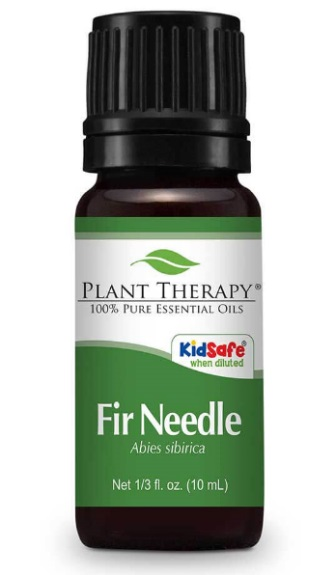 PLANT THERAPY®
100% PURE ESSENTIAL OILS
KidSafe®
when diluted
Fir Needle
Abies sibirica
Net 1/3 fl. oz. (10 mL)